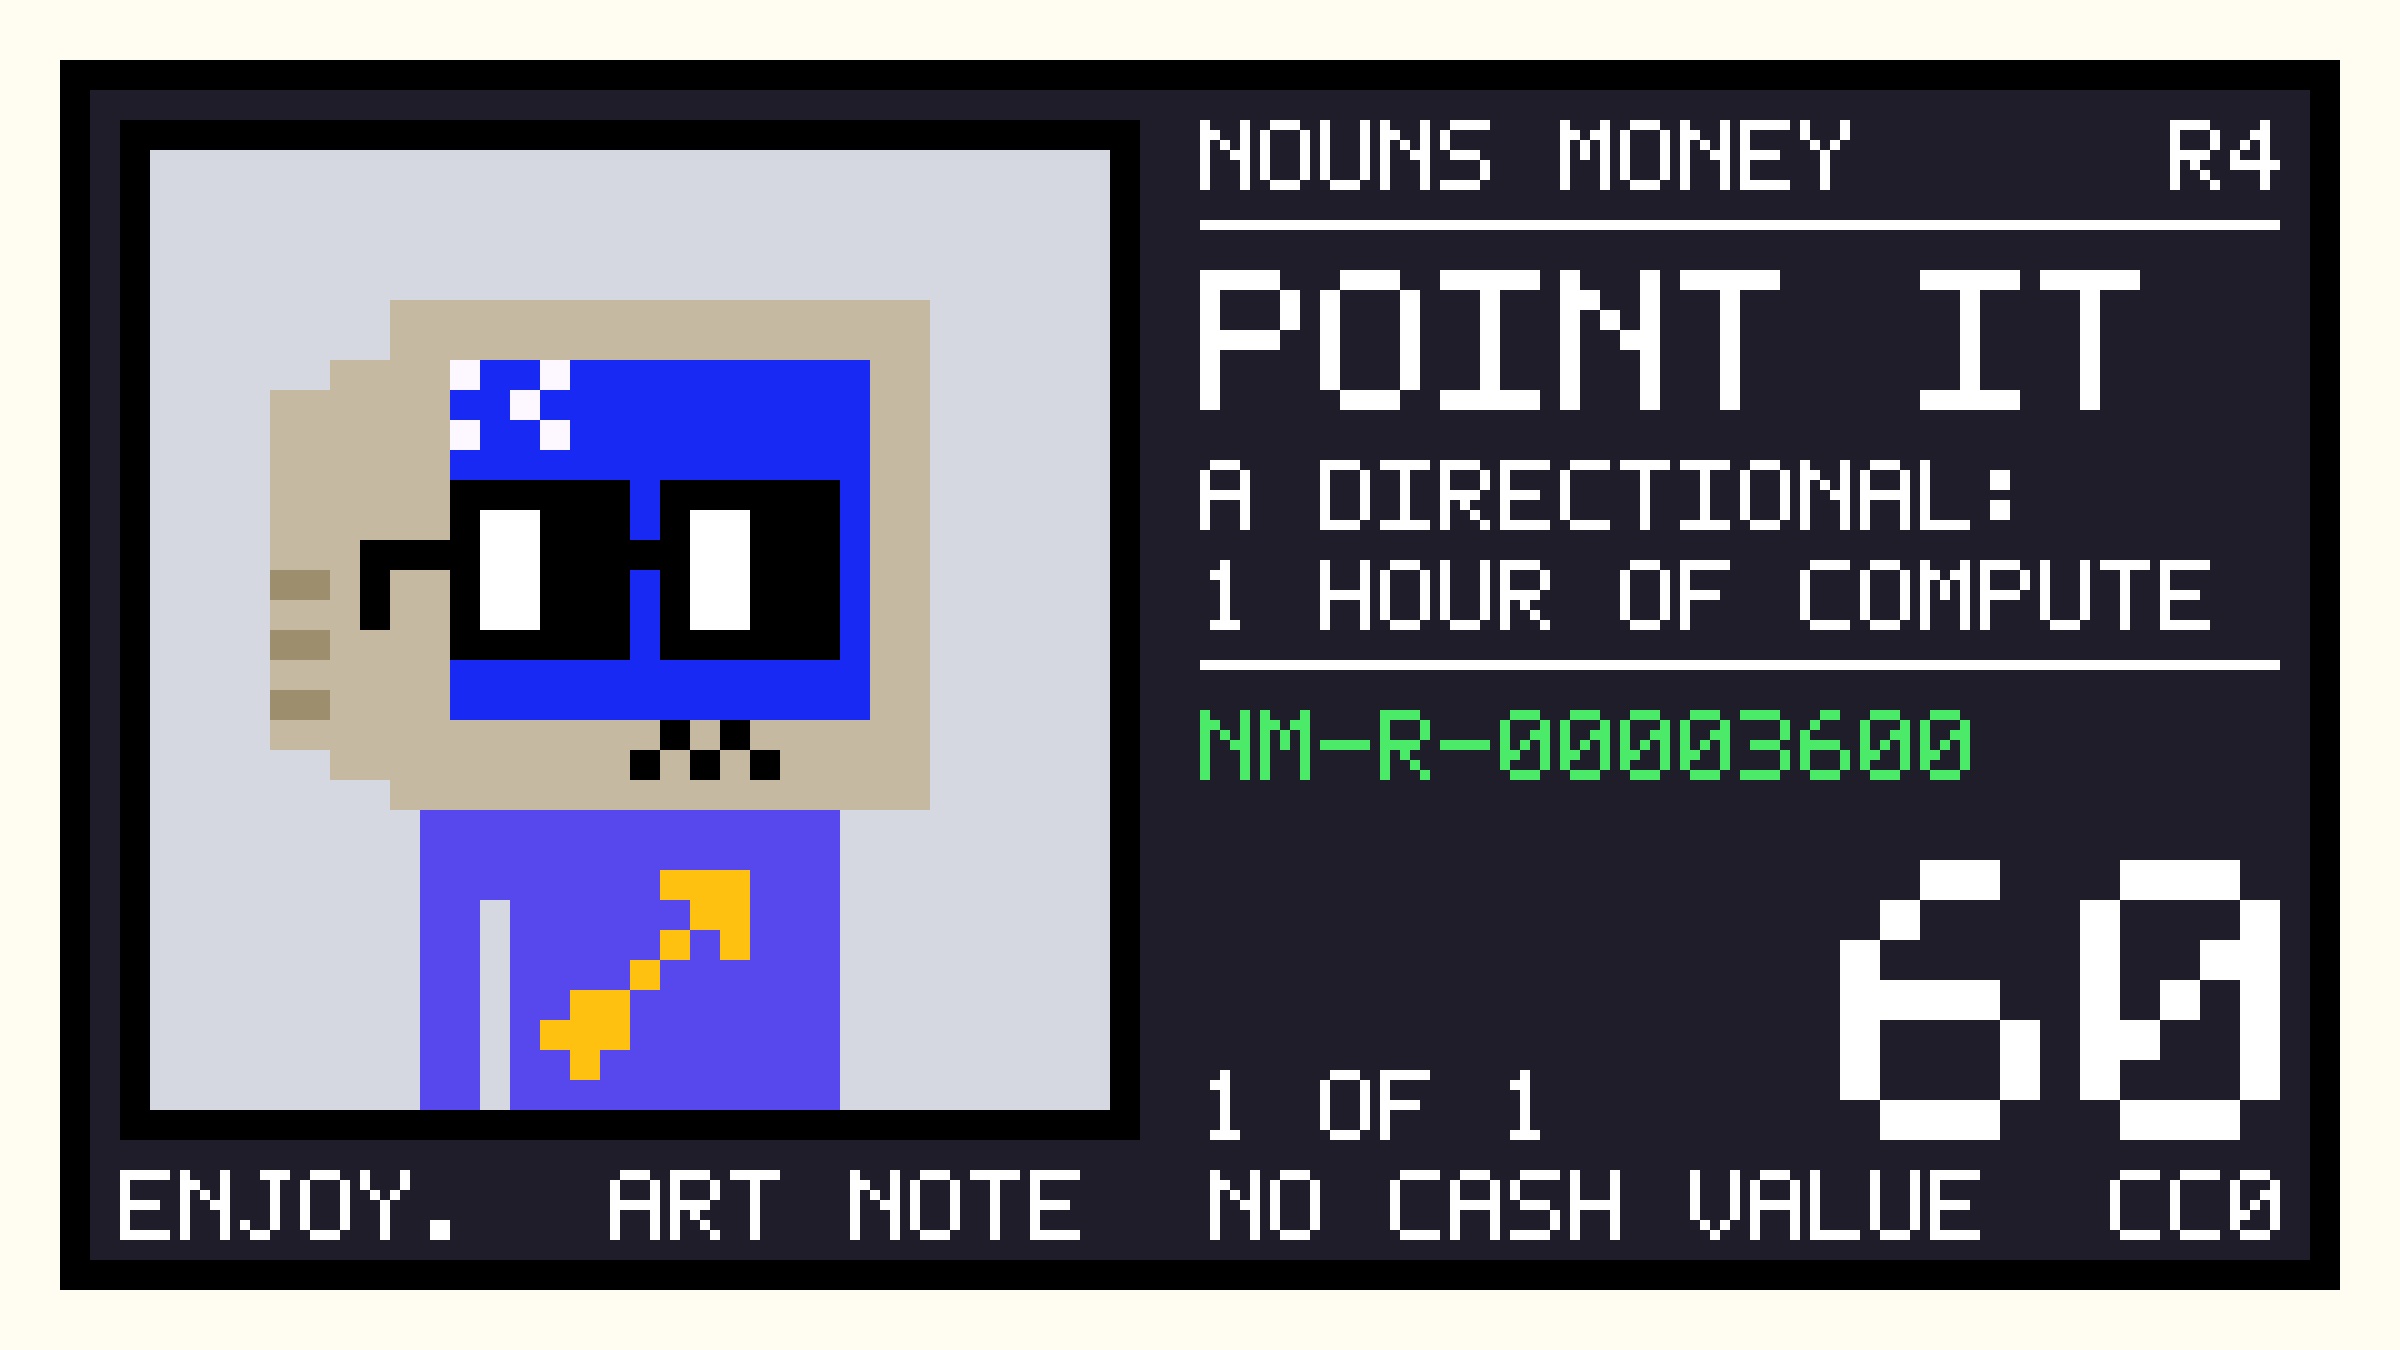 NOUNS MONEY R4
POINT IT
A DIRECTIONAL:
1 HOUR OF COMPUTE
NM-R-00003600
60
1 OF 1
ENJOY. ART NOTE NO CASH VALUE CC0